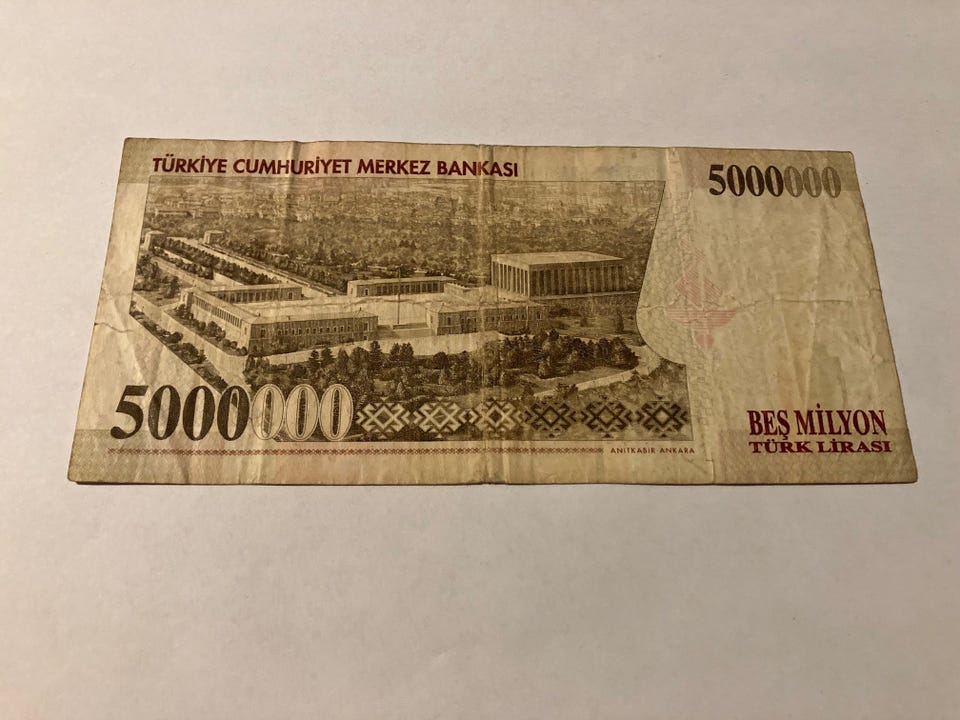 TÜRKİYE CUMHURİYET MERKEZ BANKASI
5000000
5000000
BEŞ MİLYON
TÜRK LİRASI
ANITKABİR ANKARA